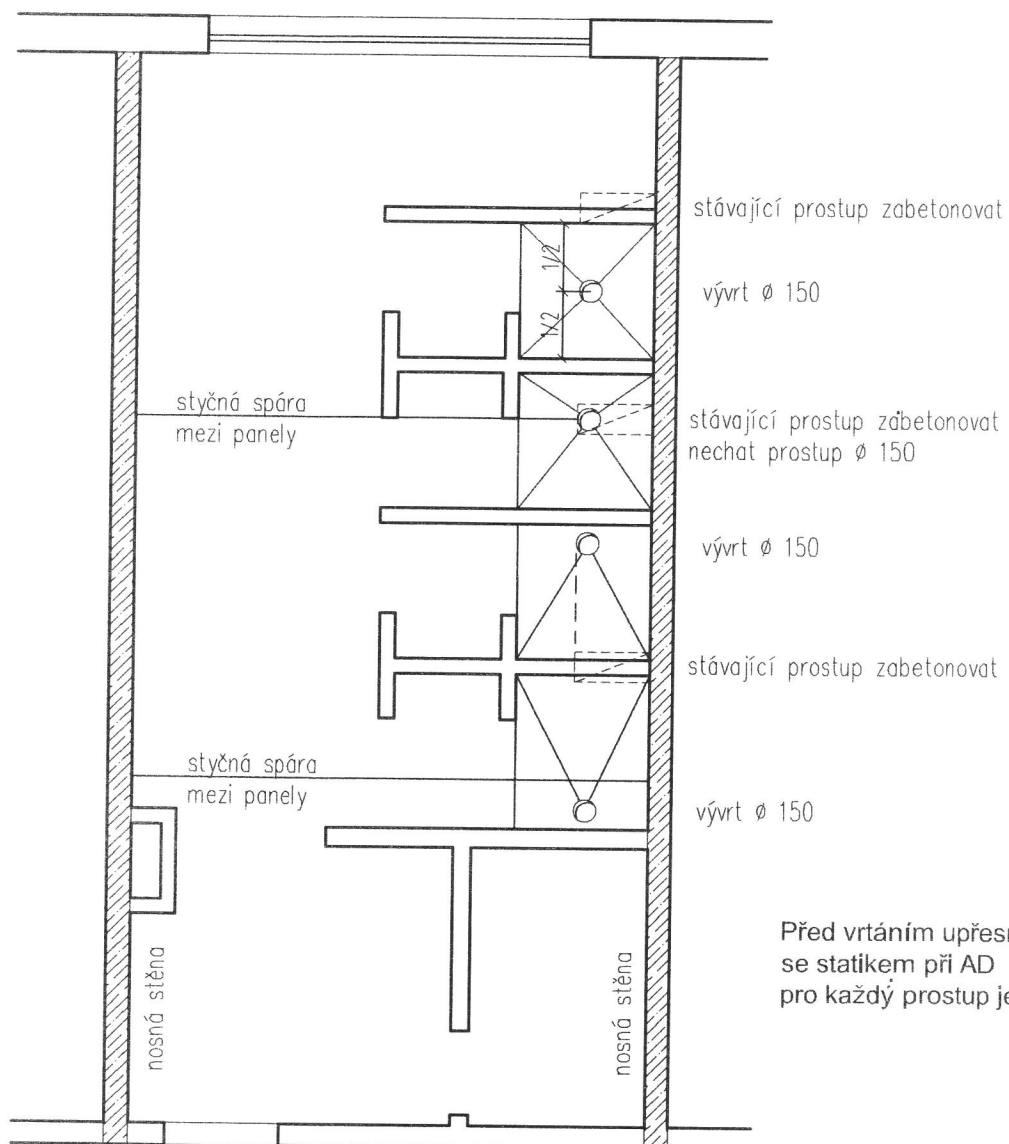 stávající prostup zabetonovat
1/2
vývrt ø 150
1/2
styčná spára
mezi panely
stávající prostup zabetonovat
nechat prostup ø 150
vývrt ø 150
stávající prostup zabetonovat
styčná spára
mezi panely
vývrt ø 150
Před vrtáním
se statikem při AD
pro každý prostup
nosná stěna
nosná stěna